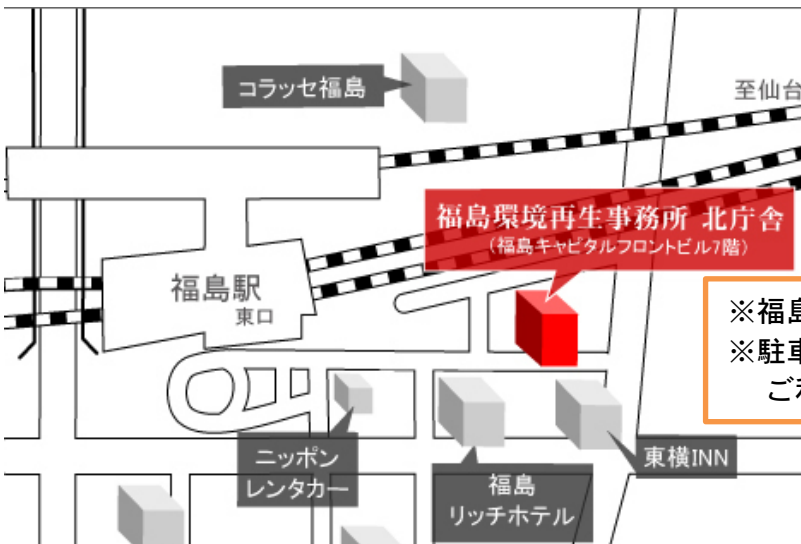 コラッセ福島
至仙台
福島環境再生事務所 北庁舎
（福島キャピタルフロントビル7階）
福島駅
東口
※福島
※駐車
ニッポン
レンタカー
福島
リッチホテル
東横INN